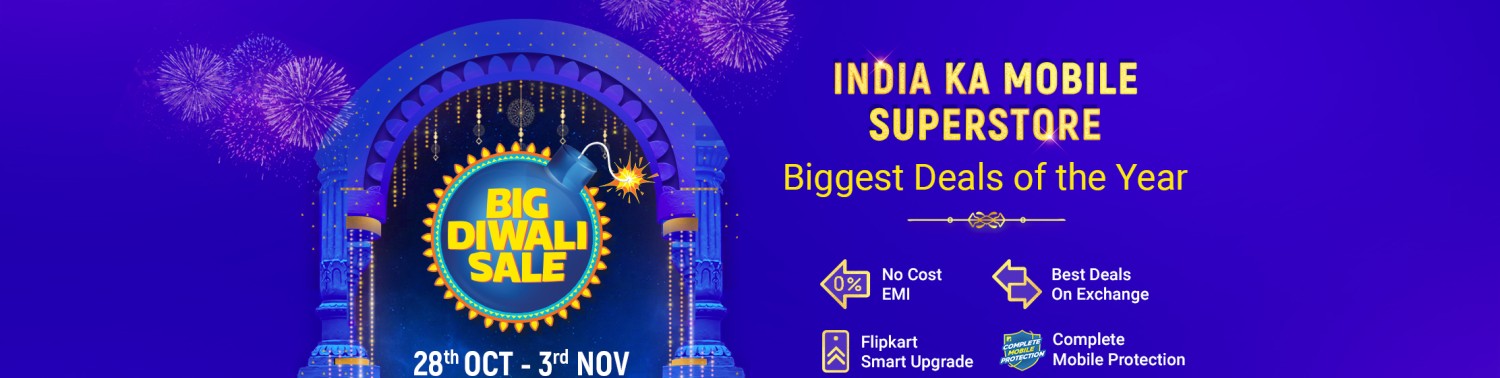 BIG
DIWALI
SALE
28th OCT - 3rd NOV
INDIA KA MOBILE
SUPERSTORE
Biggest Deals of the Year
0%
No Cost
EMI
Best Deals
On Exchange
Flipkart
Smart Upgrade
COMPLETE
MOBILE
PROTECTION
Complete
Mobile Protection